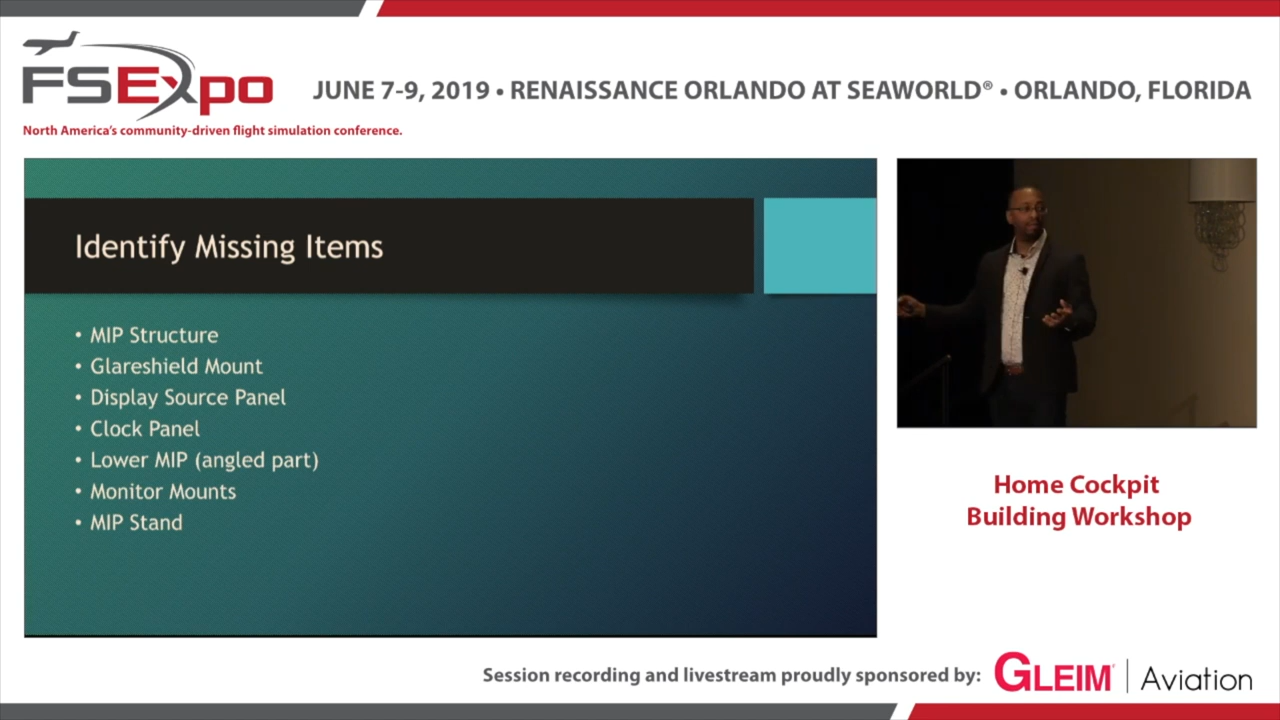 FSExpo
JUNE 7-9, 2019 • RENAISSANCE ORLANDO AT SEAWORLD® • ORLANDO, FLORIDA
North America's community-driven flight simulation conference.
Identify Missing Items
• MIP Structure
• Glareshield Mount
• Display Source Panel
• Clock Panel
• Lower MIP (angled part)
• Monitor Mounts
• MIP Stand
Home Cockpit
Building Workshop
Session recording and livestream proudly sponsored by:
GLEIM® | Aviation